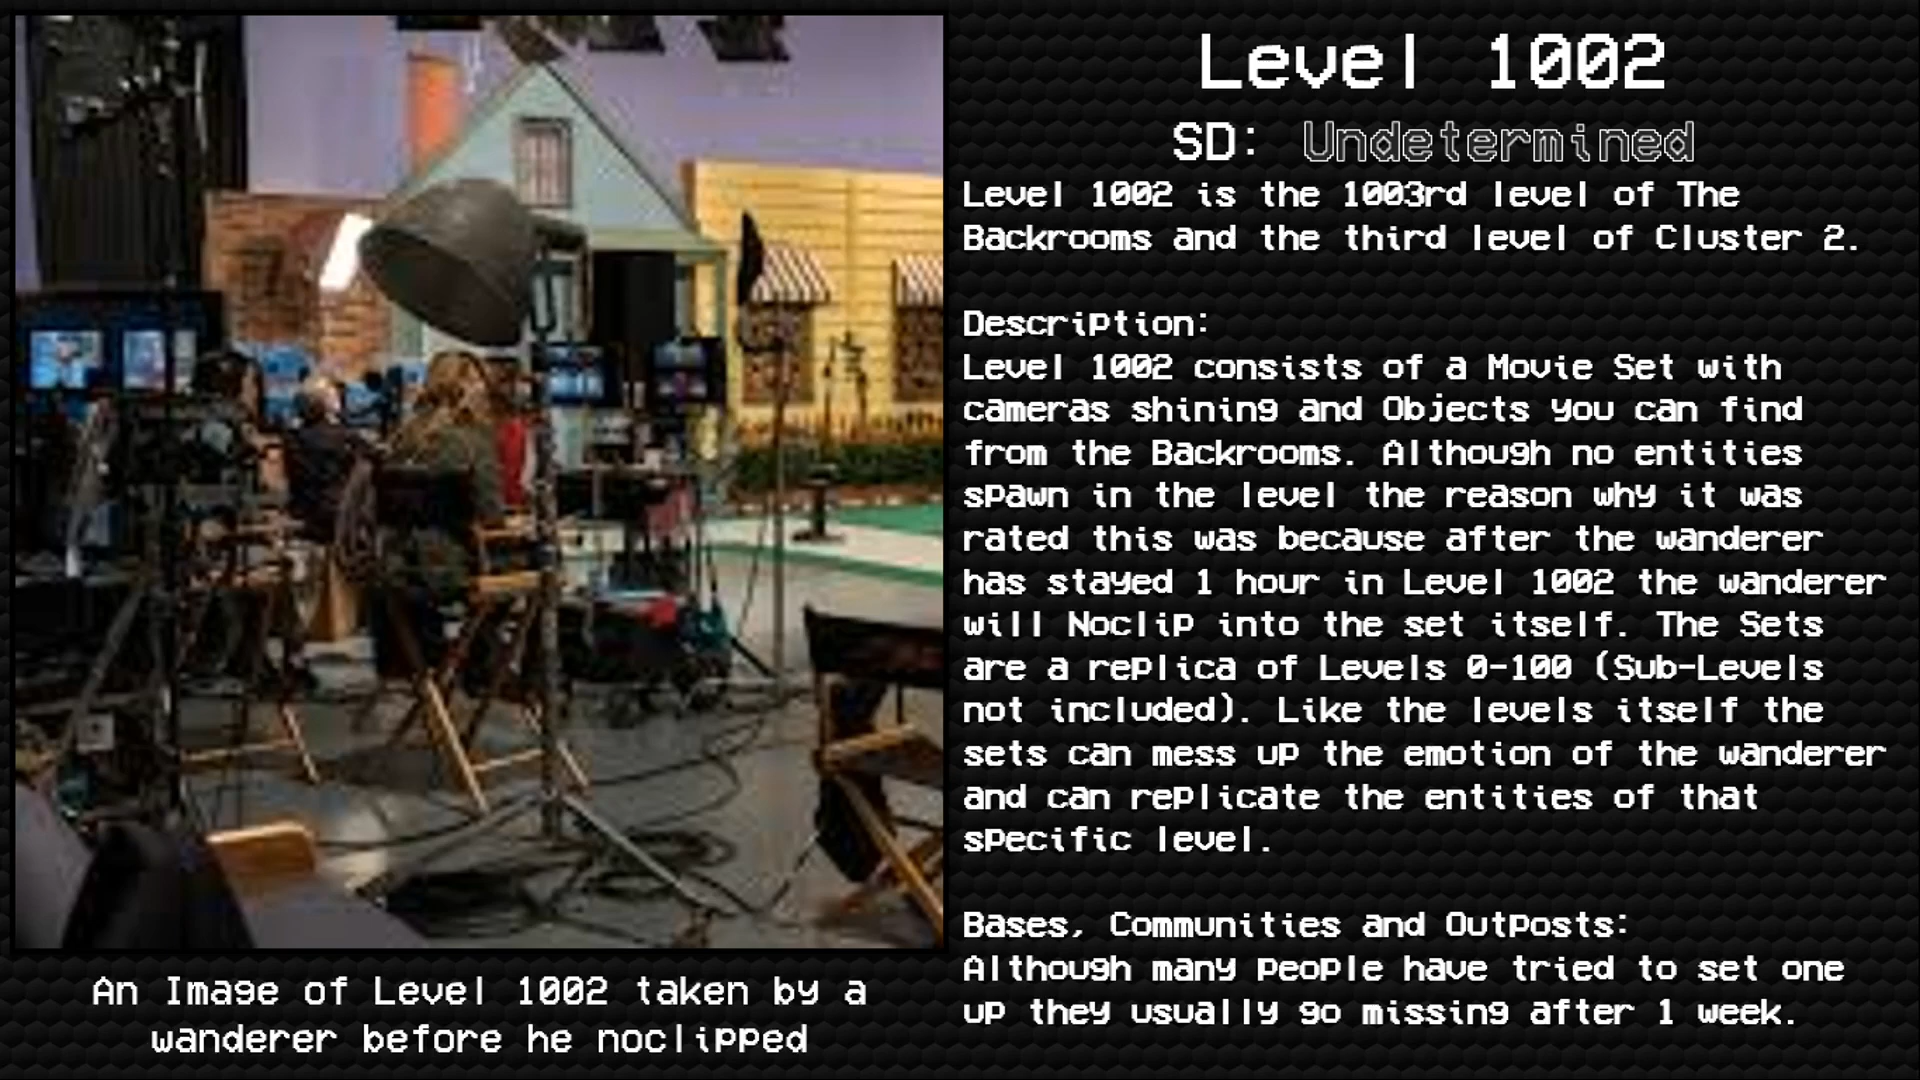 Level 1002
SD: Undetermined
Level 1002 is the 1003rd level of The
Backrooms and the third level of Cluster 2.
Description:
Level 1002 consists of a Movie Set with
cameras shining and Objects you can find
from the Backrooms. Although no entities
spawn in the level the reason why it was
rated this was because after the wanderer
has stayed 1 hour in Level 1002 the wanderer
will Noclip into the set itself. The Sets
are a replica of Levels 0-100 (Sub-Levels
not included). Like the levels itself the
sets can mess up the emotion of the wanderer
and can replicate the entities of that
specific level.
Bases, Communities and Outposts:
Although many people have tried to set one
up they usually go missing after 1 week.
An Image of Level 1002 taken by a
wanderer before he noclipped